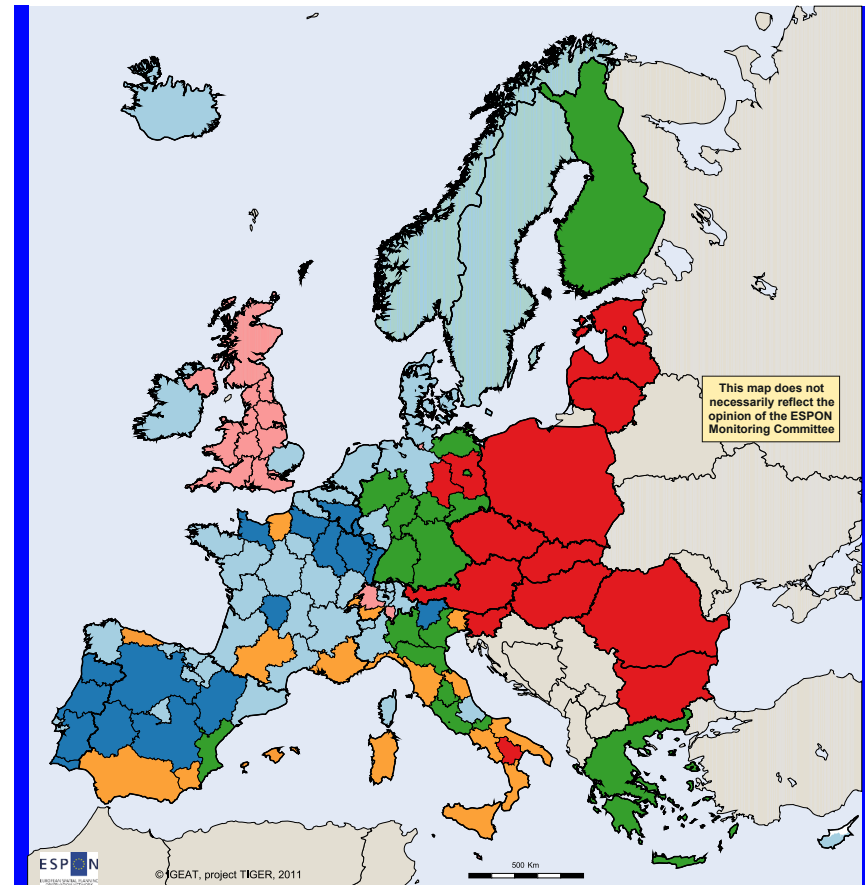 This map does not
necessarily reflect the
opinion of the ESPON
Monitoring Committee
ESPON
© IGEAT, project TIGER, 2011
500 Km